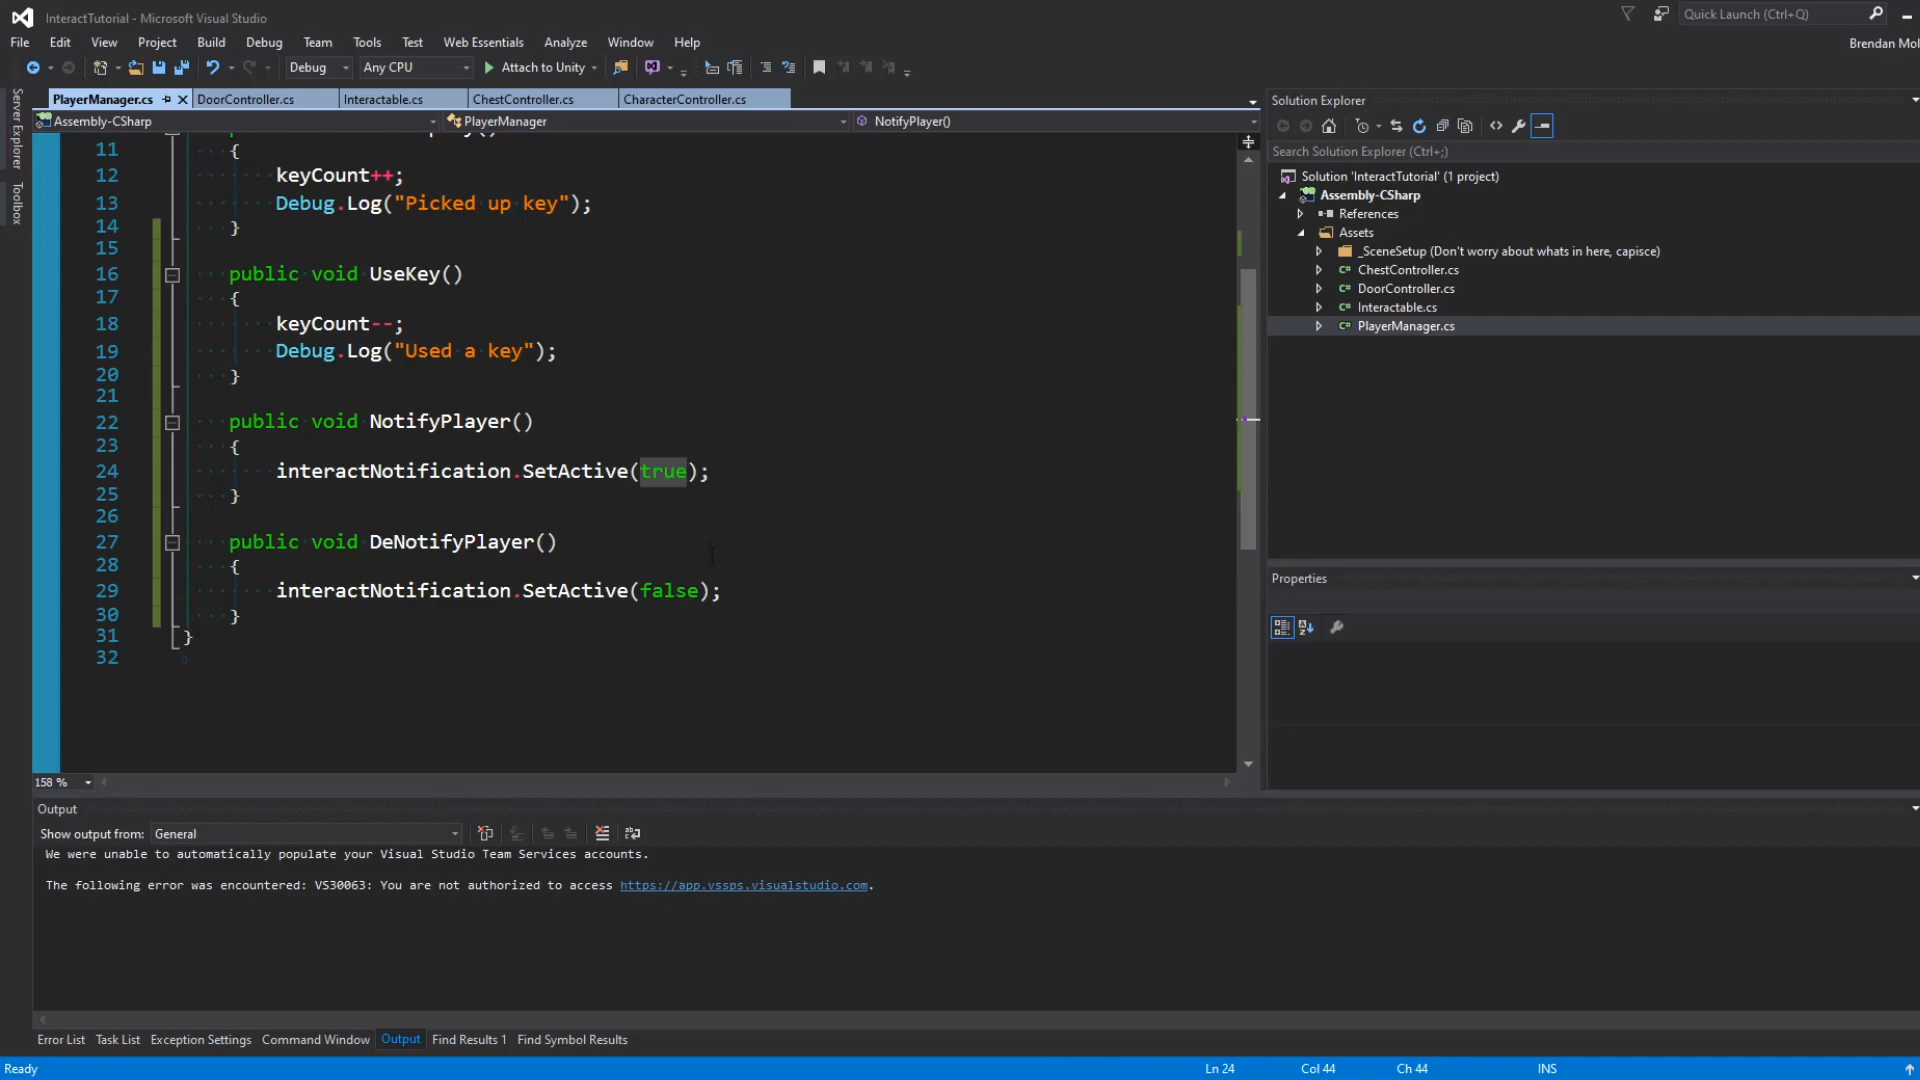 InteractTutorial - Microsoft Visual Studio
Quick Launch (Ctrl+Q)
File Edit View Project Build Debug Team Tools Test Web Essentials Analyze Window Help
Brendan Mol
Debug Any CPU Attach to Unity
PlayerManager.cs DoorController.cs Interactable.cs ChestController.cs CharacterController.cs
Assembly-CSharp PlayerManager NotifyPlayer()
Server Explorer
Toolbox
11 {
12 keyCount++;
13 Debug.Log("Picked up key");
14 }
15
16 public void UseKey()
17 {
18 keyCount--;
19 Debug.Log("Used a key");
20 }
21
22 public void NotifyPlayer()
23 {
24 interactNotification.SetActive(true);
25 }
26
27 public void DeNotifyPlayer()
28 {
29 interactNotification.SetActive(false);
30 }
31 }
32
158 %
Solution Explorer
Search Solution Explorer (Ctrl+;)
Solution 'InteractTutorial' (1 project)
Assembly-CSharp
References
Assets
_SceneSetup (Don't worry about whats in here, capisce)
ChestController.cs
DoorController.cs
Interactable.cs
PlayerManager.cs
Properties
Output
Show output from: General
We were unable to automatically populate your Visual Studio Team Services accounts.
The following error was encountered: VS30063: You are not authorized to access https://app.vssps.visualstudio.com.
Error List Task List Exception Settings Command Window Output Find Results 1 Find Symbol Results
Ready Ln 24 Col 44 Ch 44 INS